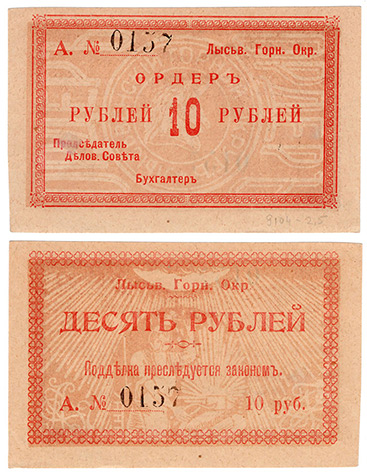 А. № 0157 Лысьв. Горн. Окр.
ОРДЕРЪ
РУБЛЕЙ 10 РУБЛЕЙ
Предсѣдатель
Дѣлов. Совѣта
Бухгалтеръ
Лысьв. Горн. Окр.
ДЕСЯТЬ РУБЛЕЙ
Поддѣлка преслѣдуется закономъ.
А. № 0157 10 руб.